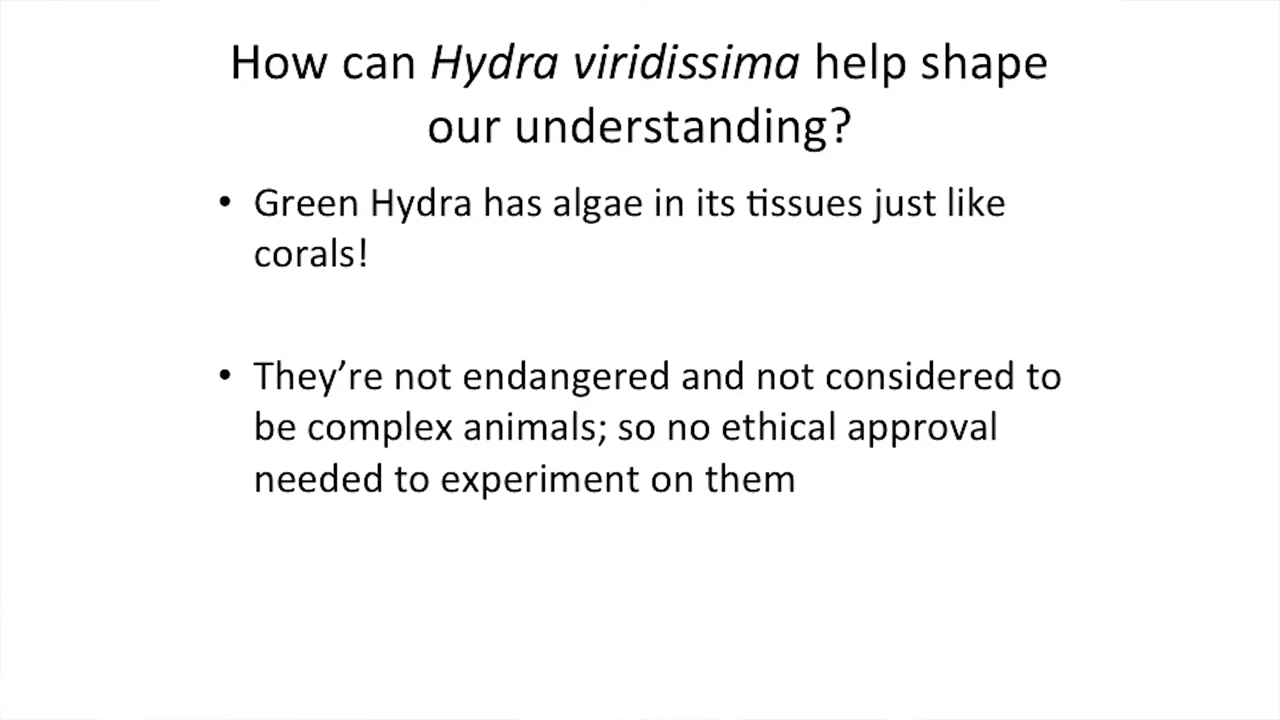 How can Hydra viridissima help shape
our understanding?
• Green Hydra has algae in its tissues just like
corals!
• They’re not endangered and not considered to
be complex animals; so no ethical approval
needed to experiment on them